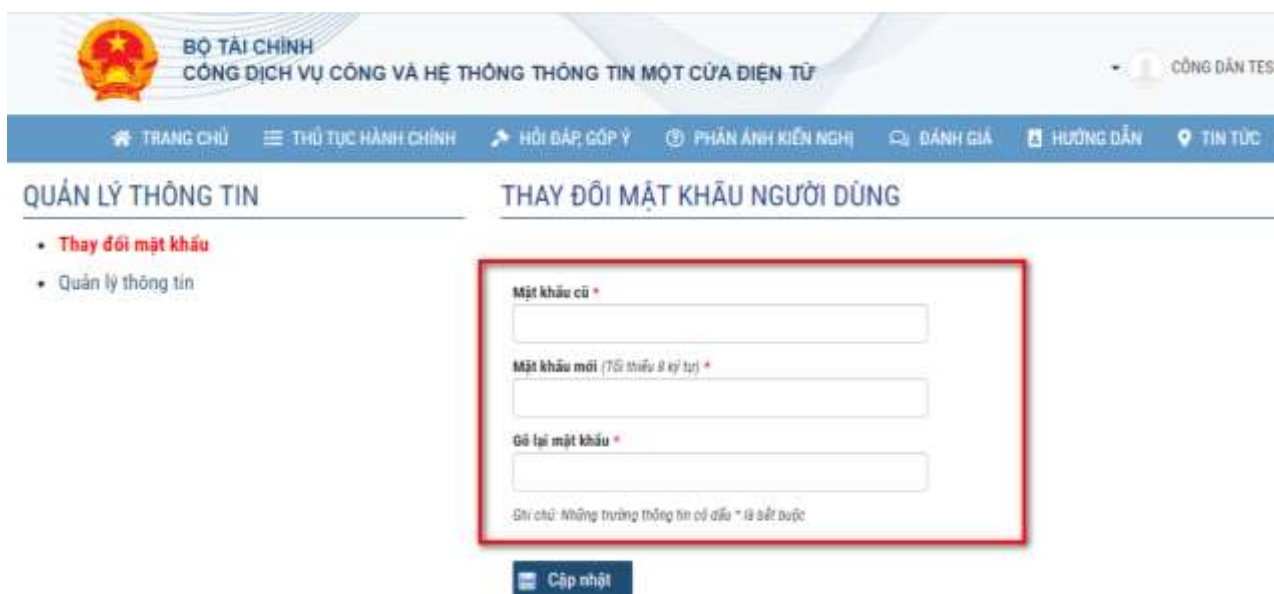 BỘ TÀI CHÍNH
CỔNG DỊCH VỤ CÔNG VÀ HỆ THỐNG THÔNG TIN MỘT CỬA ĐIỆN TỬ
CÔNG DÂN TES
TRANG CHỦ THỦ TỤC HÀNH CHÍNH HỎI ĐÁP, GÓP Ý PHẢN ÁNH KIẾN NGHỊ ĐÁNH GIÁ HƯỚNG DẪN TIN TỨC
QUẢN LÝ THÔNG TIN
THAY ĐỔI MẬT KHẨU NGƯỜI DÙNG
Thay đổi mật khẩu
Quản lý thông tin
Mật khẩu cũ *
Mật khẩu mới (Tối thiểu 8 ký tự) *
Gõ lại mật khẩu *
Ghi chú: Những trường thông tin có dấu * là bắt buộc
Cập nhật